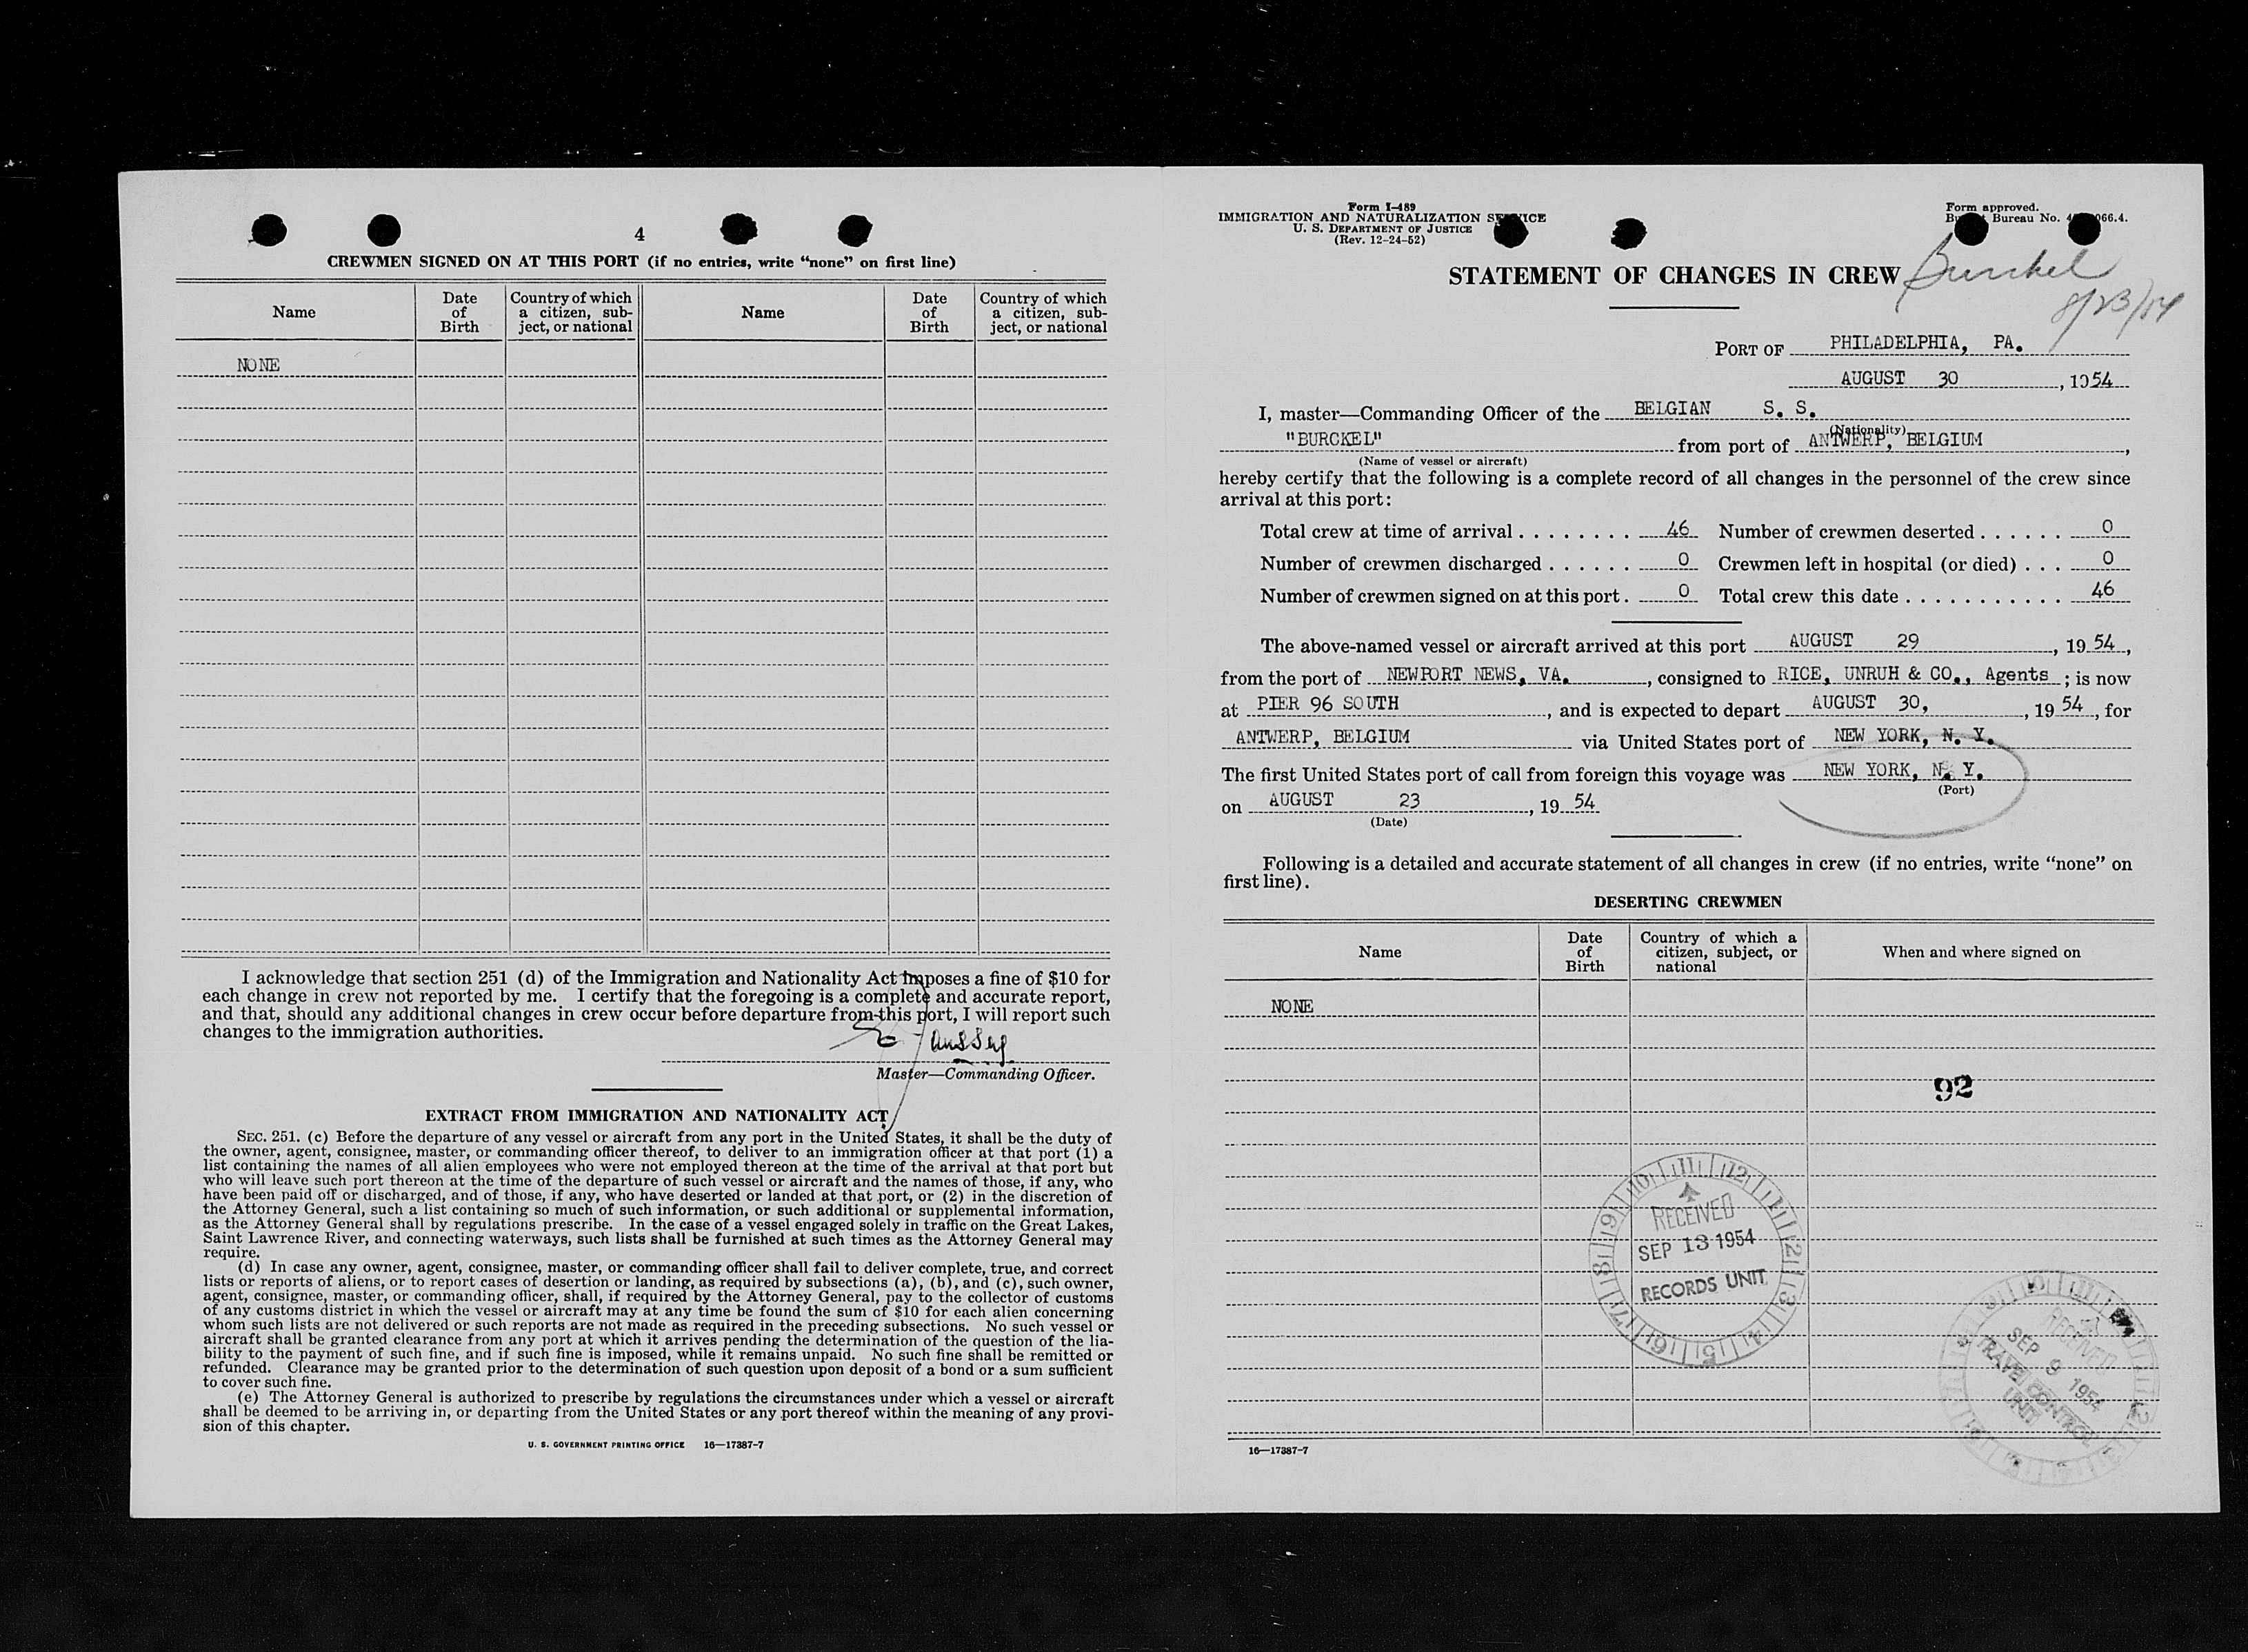 4
CREWMEN SIGNED ON AT THIS PORT (if no entries, write “none” on first line)
Name
Date of Birth
Country of which a citizen, subject, or national
Name
Date of Birth
Country of which a citizen, subject, or national
NONE
I acknowledge that section 251 (d) of the Immigration and Nationality Act imposes a fine of $10 for
each change in crew not reported by me. I certify that the foregoing is a complete and accurate report,
and that, should any additional changes in crew occur before departure from this port, I will report such
changes to the immigration authorities.
Master—Commanding Officer.
EXTRACT FROM IMMIGRATION AND NATIONALITY ACT
SEC. 251. (c) Before the departure of any vessel or aircraft from any port in the United States, it shall be the duty of
the owner, agent, consignee, master, or commanding officer thereof, to deliver to an immigration officer at that port (1) a
list containing the names of all alien employees who were not employed thereon at the time of the arrival at that port but
who will leave such port thereon at the time of the departure of such vessel or aircraft and the names of those, if any, who
have been paid off or discharged, and of those, if any, who have deserted or landed at that port, or (2) in the discretion of
the Attorney General, such a list containing so much of such information, or such additional or supplemental information,
as the Attorney General shall by regulations prescribe. In the case of a vessel engaged solely in traffic on the Great Lakes,
Saint Lawrence River, and connecting waterways, such lists shall be furnished at such times as the Attorney General may
require.
(d) In case any owner, agent, consignee, master, or commanding officer shall fail to deliver complete, true, and correct
lists or reports of aliens, or to report cases of desertion or landing, as required by subsections (a), (b), and (c), such owner,
agent, consignee, master, or commanding officer, shall, if required by the Attorney General, pay to the collector of customs
of any customs district in which the vessel or aircraft may at any time be found the sum of $10 for each alien concerning
whom such lists are not delivered or such reports are not made as required in the preceding subsections. No such vessel or
aircraft shall be granted clearance from any port at which it arrives pending the determination of the question of the lia-
bility to the payment of such fine, and if such fine is imposed, while it remains unpaid. No such fine shall be remitted or
refunded. Clearance may be granted prior to the determination of such question upon deposit of a bond or a sum sufficient
to cover such fine.
(e) The Attorney General is authorized to prescribe by regulations the circumstances under which a vessel or aircraft
shall be deemed to be arriving in, or departing from the United States or any port thereof within the meaning of any provi-
sion of this chapter.
U. S. GOVERNMENT PRINTING OFFICE 16—17387-7
Form I-489
IMMIGRATION AND NATURALIZATION SERVICE
U. S. DEPARTMENT OF JUSTICE
(Rev. 12-24-52)
Form approved.
Bureau No. 066.4.
STATEMENT OF CHANGES IN CREW
Burckel
8/23/54
PORT OF PHILADELPHIA, PA.
AUGUST 30, 1954
I, master—Commanding Officer of the BELGIAN S. S.
(Nationality)
"BURCKEL" from port of ANTWERP, BELGIUM,
(Name of vessel or aircraft)
hereby certify that the following is a complete record of all changes in the personnel of the crew since
arrival at this port:
Total crew at time of arrival 46 Number of crewmen deserted 0
Number of crewmen discharged 0 Crewmen left in hospital (or died) 0
Number of crewmen signed on at this port 0 Total crew this date 46
The above-named vessel or aircraft arrived at this port AUGUST 29, 19 54,
from the port of NEWPORT NEWS, VA., consigned to RICE, UNRUH & CO., Agents; is now
at PIER 96 SOUTH, and is expected to depart AUGUST 30, , 19 54, for
ANTWERP, BELGIUM via United States port of NEW YORK, N. Y.
The first United States port of call from foreign this voyage was NEW YORK, N. Y.
(Port)
on AUGUST 23, 19 54
(Date)
Following is a detailed and accurate statement of all changes in crew (if no entries, write “none” on
first line).
DESERTING CREWMEN
Name
Date of Birth
Country of which a citizen, subject, or national
When and where signed on
NONE
92
RECEIVED
SEP 13 1954
RECORDS UNIT
RECEIVED
SEP 9 1954
TRAVEL CONTROL
UNIT
16—17387-7